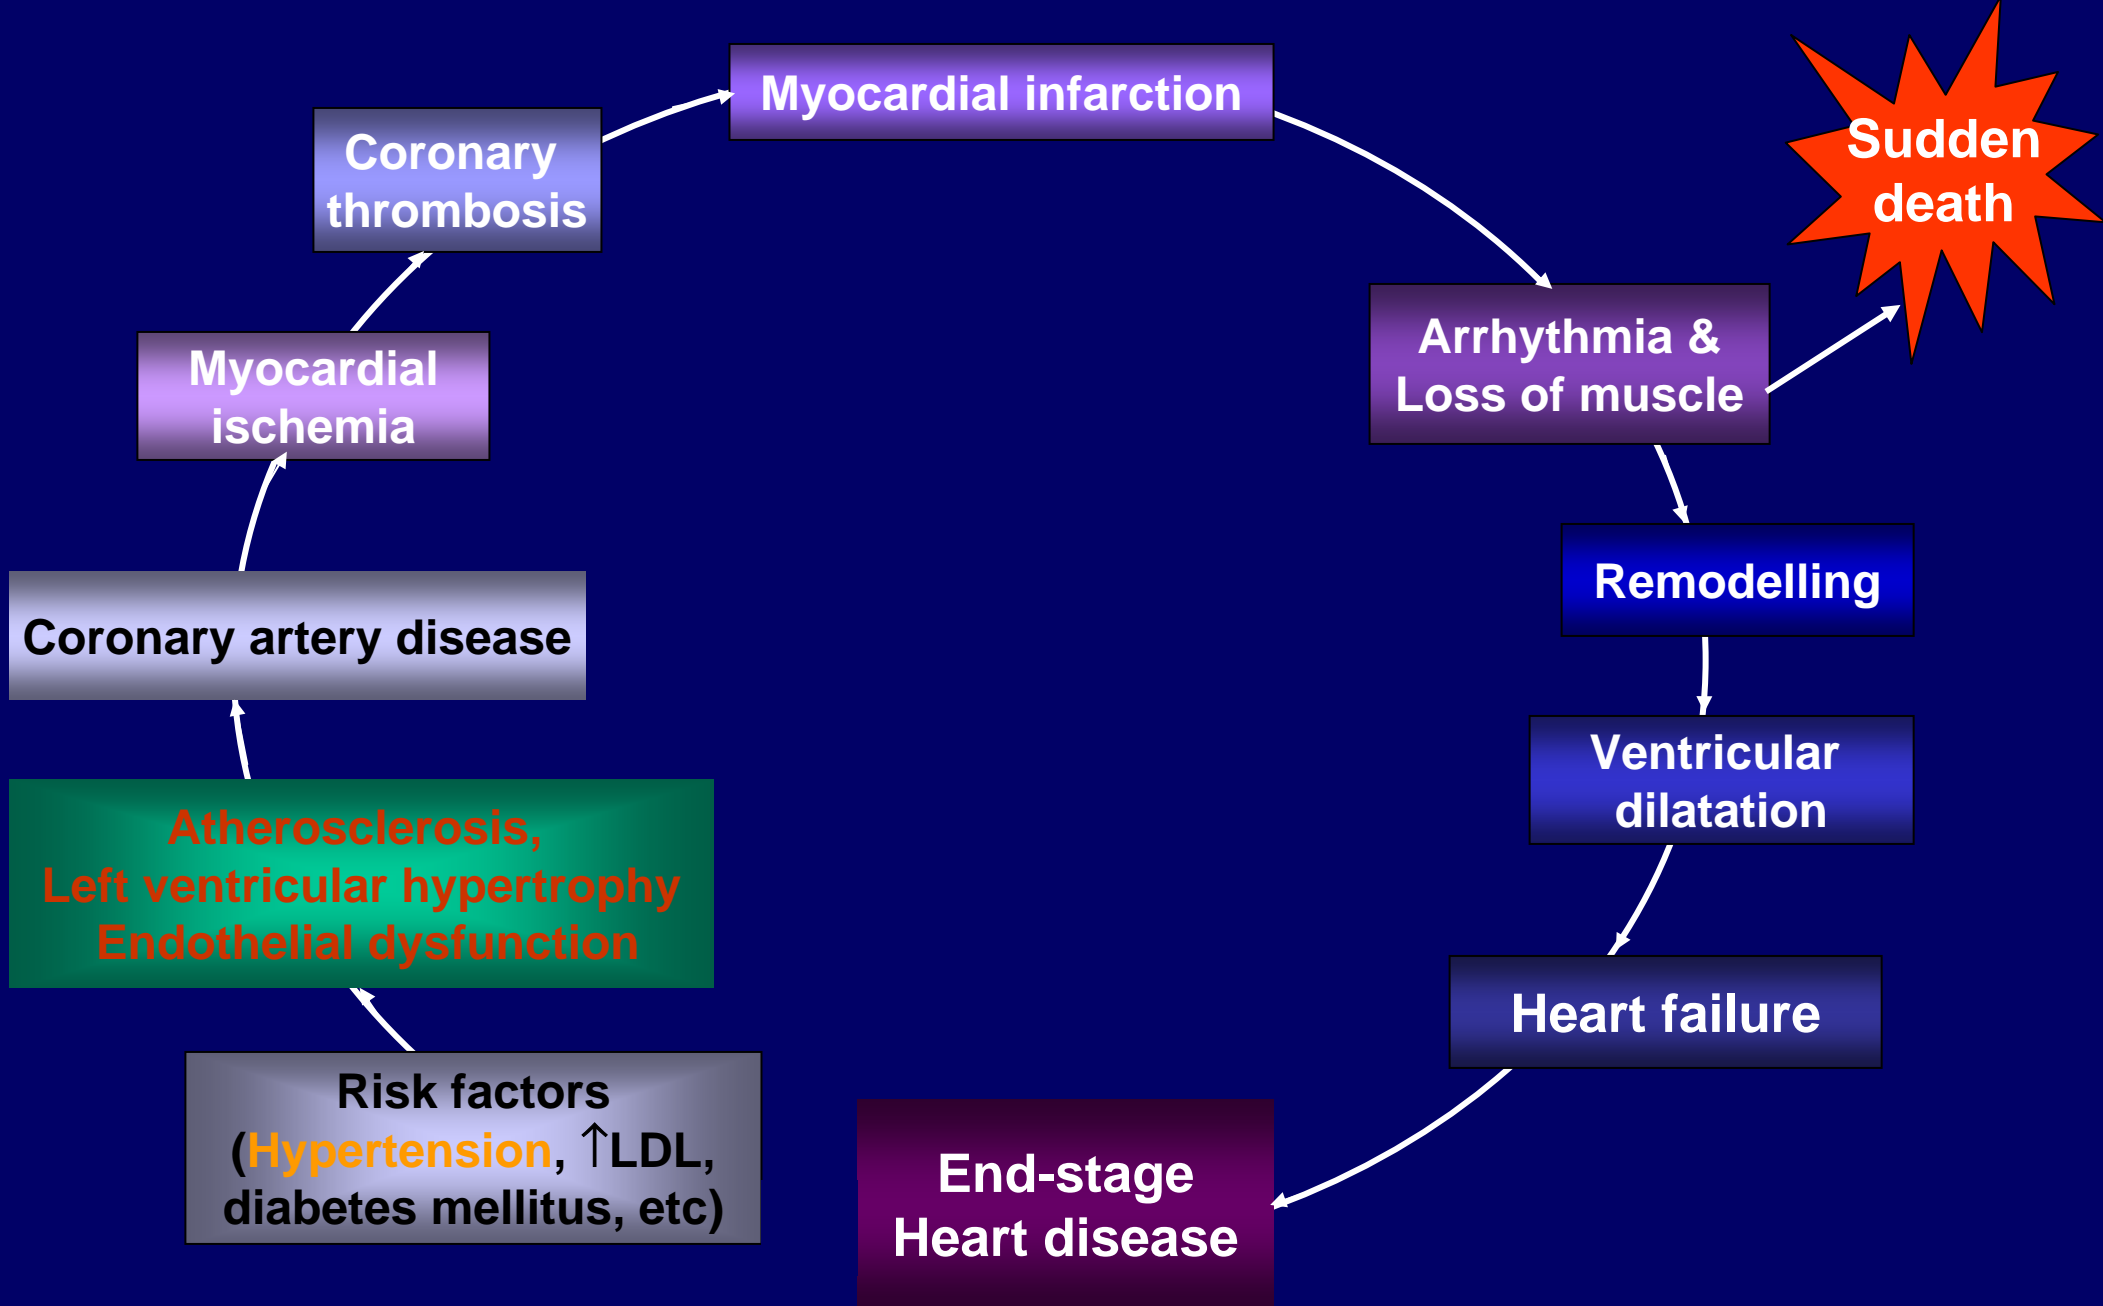 Myocardial infarction
Sudden
death
Coronary
thrombosis
Arrhythmia &
Loss of muscle
Myocardial
ischemia
Remodelling
Coronary artery disease
Ventricular
dilatation
Atherosclerosis,
Left ventricular hypertrophy
Endothelial dysfunction
Heart failure
Risk factors
(Hypertension, ↑LDL,
diabetes mellitus, etc)
End-stage
Heart disease